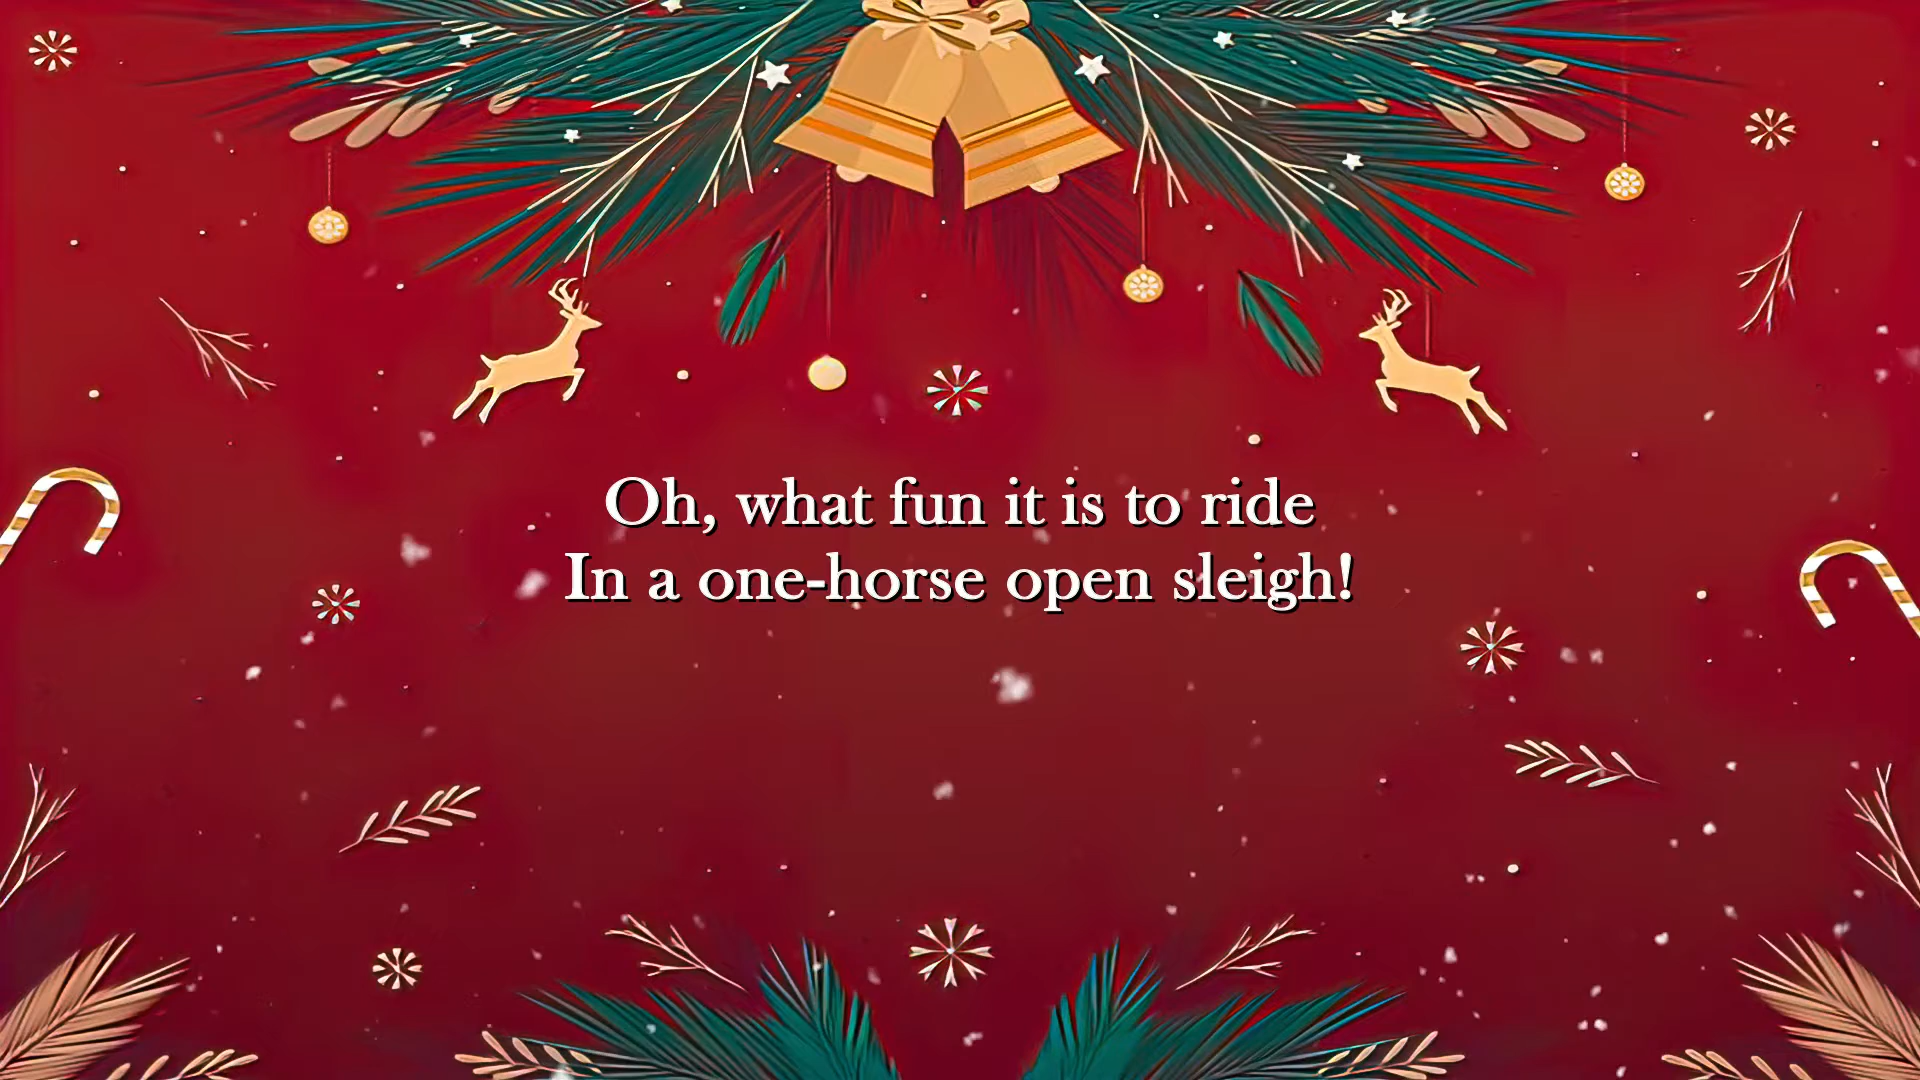 Oh, what fun it is to ride
In a one-horse open sleigh!